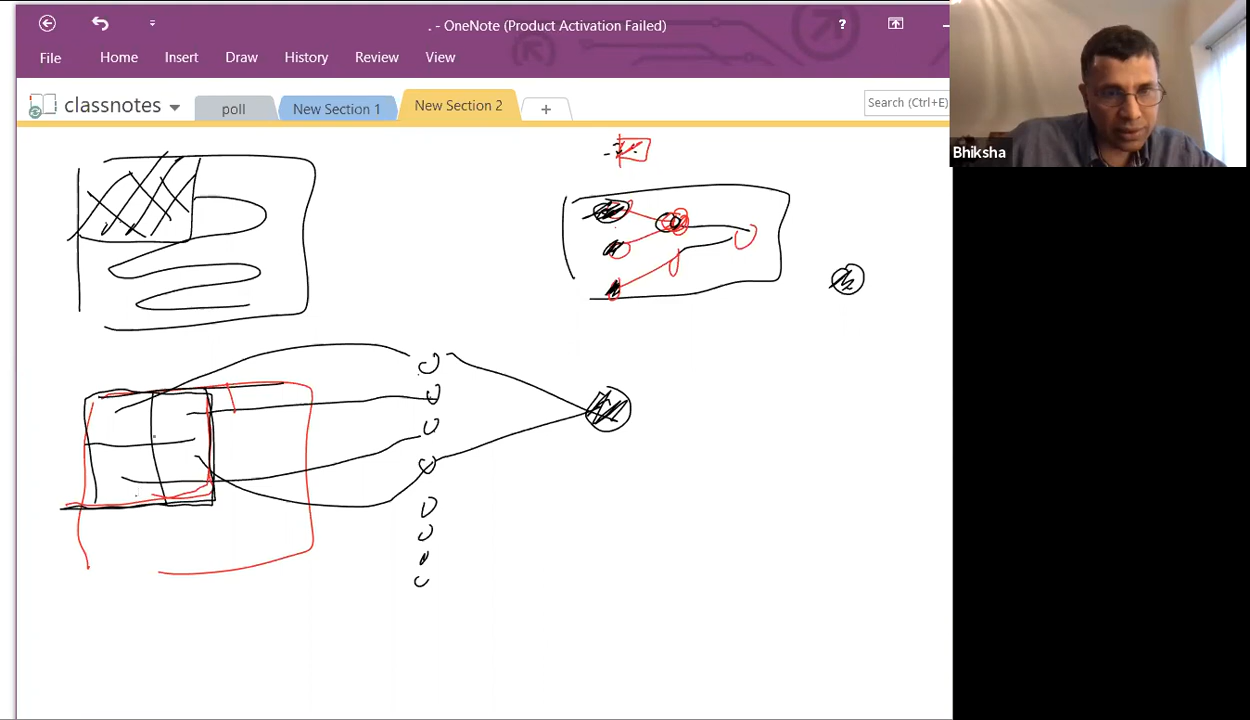 . - OneNote (Product Activation Failed)
?
File Home Insert Draw History Review View
classnotes
poll
New Section 1
New Section 2
+
Search (Ctrl+E)
Bhiksha